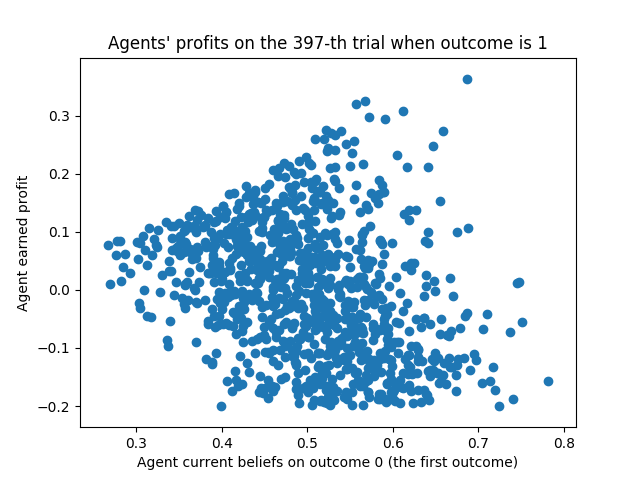 Agents' profits on the 397-th trial when outcome is 1
Agent earned profit
0.3
0.2
0.1
0.0
−0.1
−0.2
0.3 0.4 0.5 0.6 0.7 0.8
Agent current beliefs on outcome 0 (the first outcome)